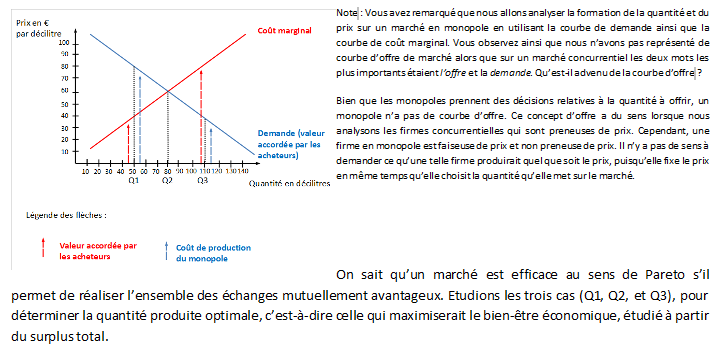 Prix en €
par décilitre
100
90
80
70
60
50
40
30
20
10
Coût marginal
Demande (valeur
accordée par les
acheteurs)
10 20 30 40 50 60 70 80 90 100 110 120 130 140
Q1 Q2 Q3
Quantité en décilitres
Légende des flèches :
Valeur accordée par
les acheteurs
Coût de production
du monopole
Note : Vous avez remarqué que nous allons analyser la formation de la quantité et du
prix sur un marché en monopole en utilisant la courbe de demande ainsi que la
courbe de coût marginal. Vous observez ainsi que nous n'avons pas représenté de
courbe d'offre de marché alors que sur un marché concurrentiel les deux mots les
plus importants étaient l'offre et la demande. Qu'est-il advenu de la courbe d'offre ?
Bien que les monopoles prennent des décisions relatives à la quantité à offrir, un
monopole n'a pas de courbe d'offre. Ce concept d'offre a du sens lorsque nous
analysons les firmes concurrentielles qui sont preneuses de prix. Cependant, une
firme en monopole est faiseuse de prix et non preneuse de prix. Il n'y a pas de sens à
demander ce qu'une telle firme produirait quel que soit le prix, puisqu'elle fixe le prix
en même temps qu'elle choisit la quantité qu'elle met sur le marché.
On sait qu'un marché est efficace au sens de Pareto s'il
permet de réaliser l'ensemble des échanges mutuellement avantageux. Etudions les trois cas (Q1, Q2, et Q3), pour
déterminer la quantité produite optimale, c'est-à-dire celle qui maximiserait le bien-être économique, étudié à partir
du surplus total.